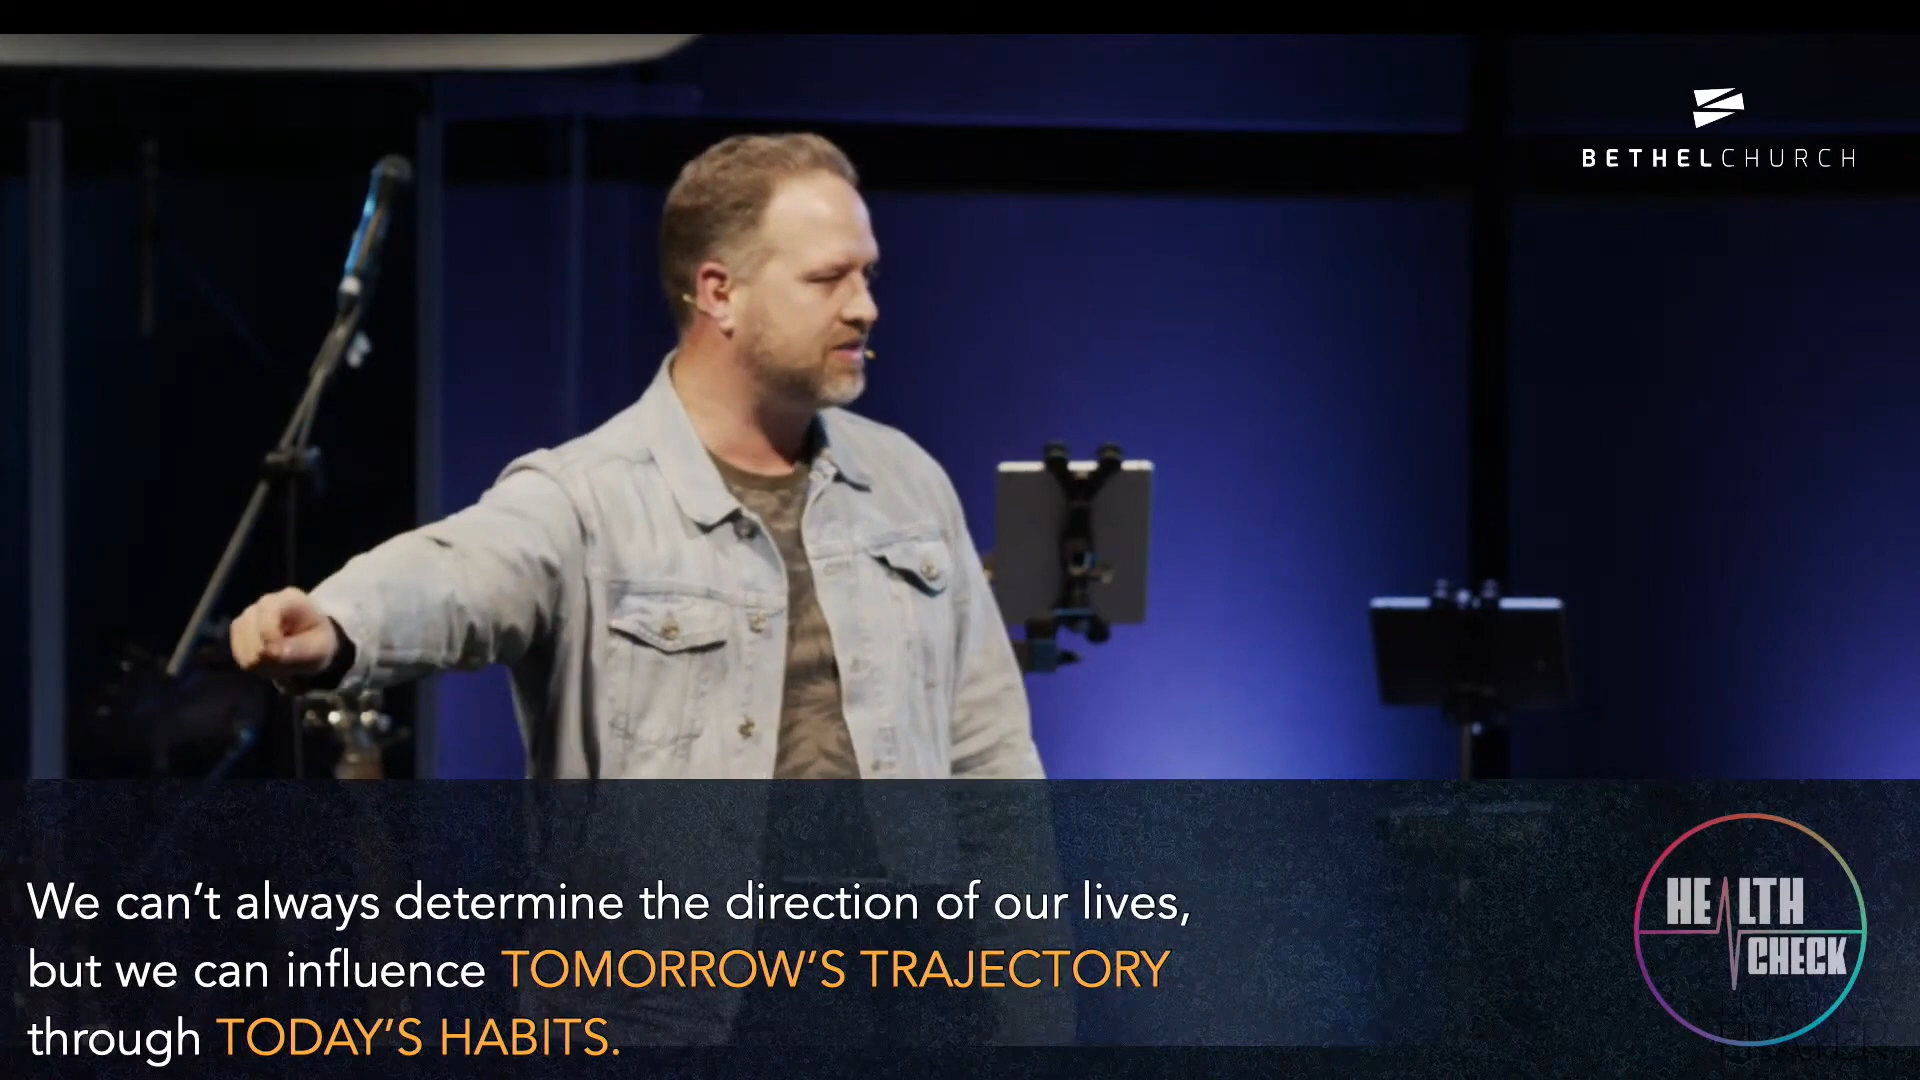 BETHELCHURCH
We can't always determine the direction of our lives,
but we can influence TOMORROW'S TRAJECTORY
through TODAY'S HABITS.
HEALTH
CHECK